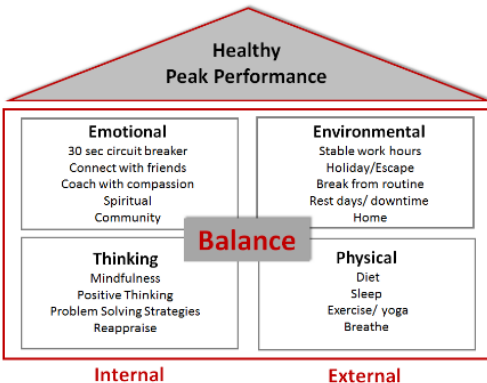 Healthy
Peak Performance
Emotional
30 sec circuit breaker
Connect with friends
Coach with compassion
Spiritual
Community
Environmental
Stable work hours
Holiday/Escape
Break from routine
Rest days/ downtime
Home
Balance
Thinking
Mindfulness
Positive Thinking
Problem Solving Strategies
Reappraise
Physical
Diet
Sleep
Exercise/ yoga
Breathe
Internal
External